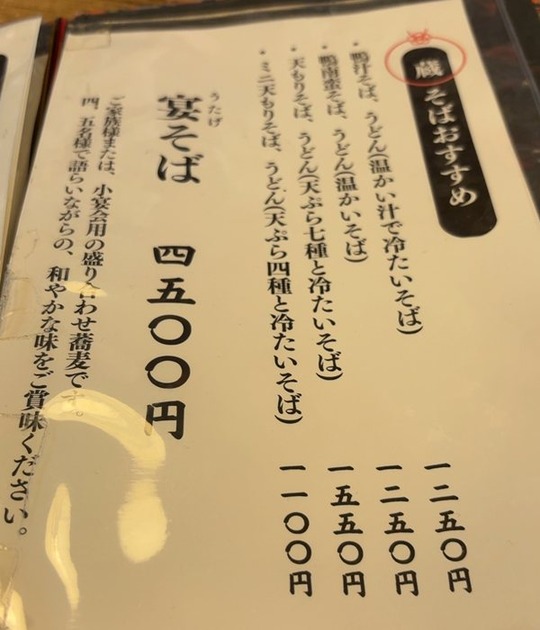 蔵そばおすすめ
・鴨汁そば、うどん(温かい汁で冷たいそば)
一二五〇円
・鴨南蛮そば、うどん(温かいそば)
一二五〇円
・天もりそば、うどん(天ぷら七種と冷たいそば)
一五五〇円
・ミニ天もりそば、うどん(天ぷら四種と冷たいそば)
一一〇〇円
うたげ
宴そば 四五〇〇円
ご家族様または、小宴会用の盛り合わせ蕎麦です。
四、五名様で語らいながらの、和やかな味をご賞味ください。